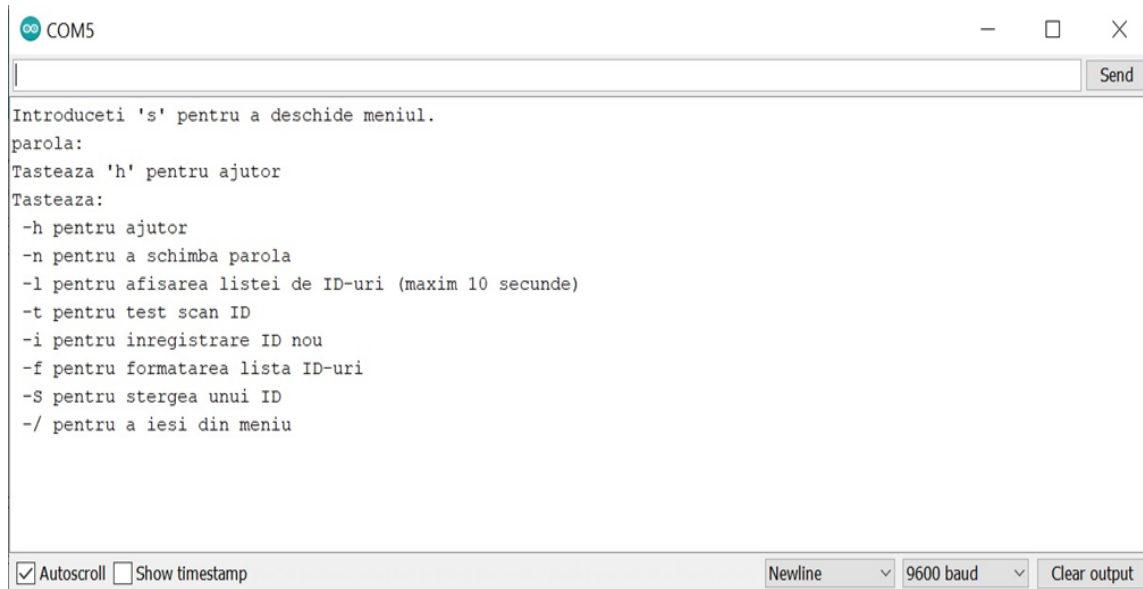 COM5
Send
Introduceti 's' pentru a deschide meniul.
parola:
Tasteaza 'h' pentru ajutor
Tasteaza:
-h pentru ajutor
-n pentru a schimba parola
-l pentru afisarea listei de ID-uri (maxim 10 secunde)
-t pentru test scan ID
-i pentru inregistrare ID nou
-f pentru formatarea lista ID-uri
-S pentru stergea unui ID
-/ pentru a iesi din meniu
Autoscroll Show timestamp Newline 9600 baud Clear output